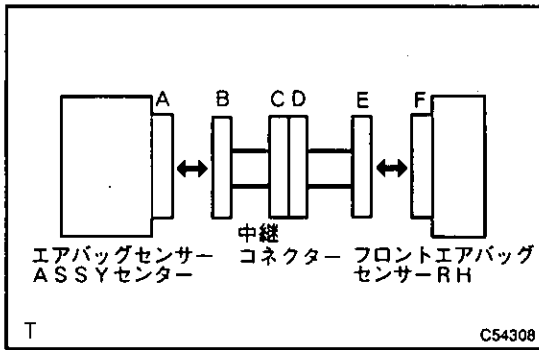 A B C D E F
エアバッグセンサー
ASSYセンター
中継
コネクター
フロントエアバッグ
センサーRH
T
C54308